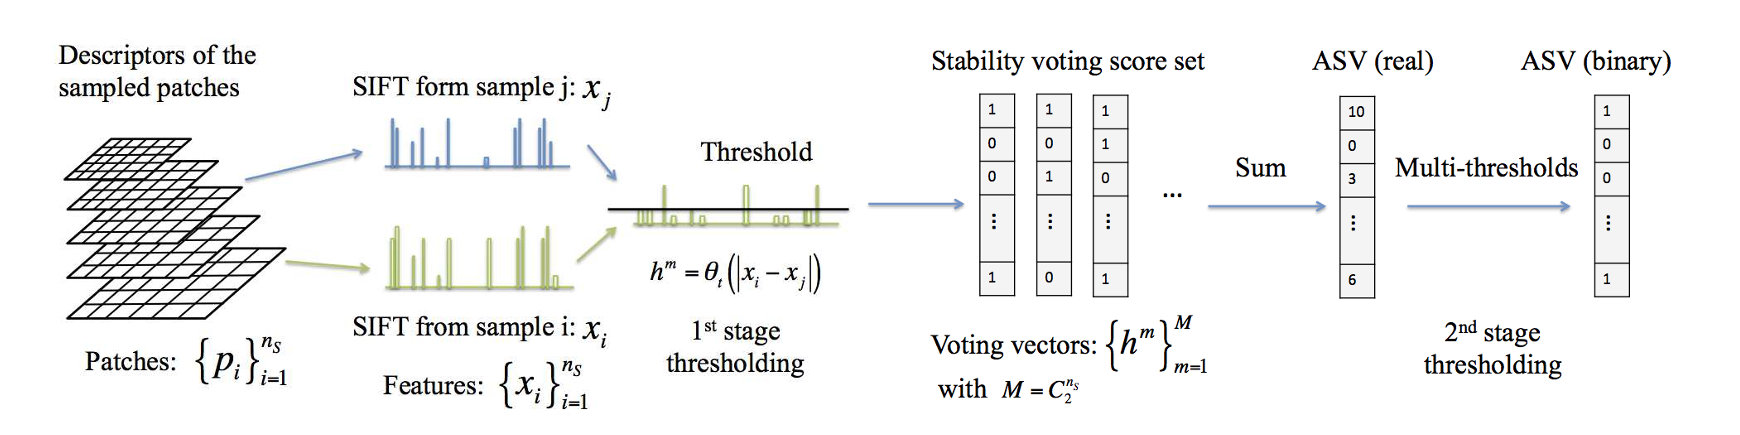 Descriptors of the
sampled patches
Patches: {p_i}_{i=1}^{n_S}
SIFT form sample j: x_j
SIFT from sample i: x_i
Features: {x_i}_{i=1}^{n_S}
Threshold
h^m = θ_t(|x_i − x_j|)
1st stage
thresholding
Stability voting score set
1 1 1
0 0 1
0 1 0
⋮ ⋮ ⋮
1 0 1
...
Voting vectors: {h^m}_{m=1}^{M}
with M = C_2^{n_S}
Sum
ASV (real)
10
0
3
⋮
6
Multi-thresholds
2nd stage
thresholding
ASV (binary)
1
0
0
⋮
1